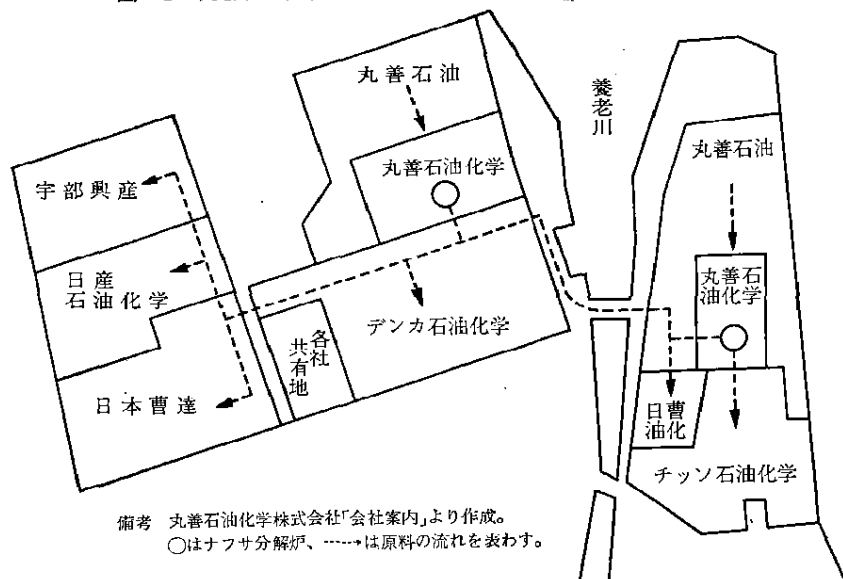 丸善石油
丸善石油化学
養老川
丸善石油
丸善石
油化学
宇部興産
日産
石油化学
日本曹達
各社
共有地
デンカ石油化学
日曹
油化
チッソ石油化学
備考 丸善石油化学株式会社「会社案内」より作成。
○はナフサ分解炉、-----→は原料の流れを表わす。